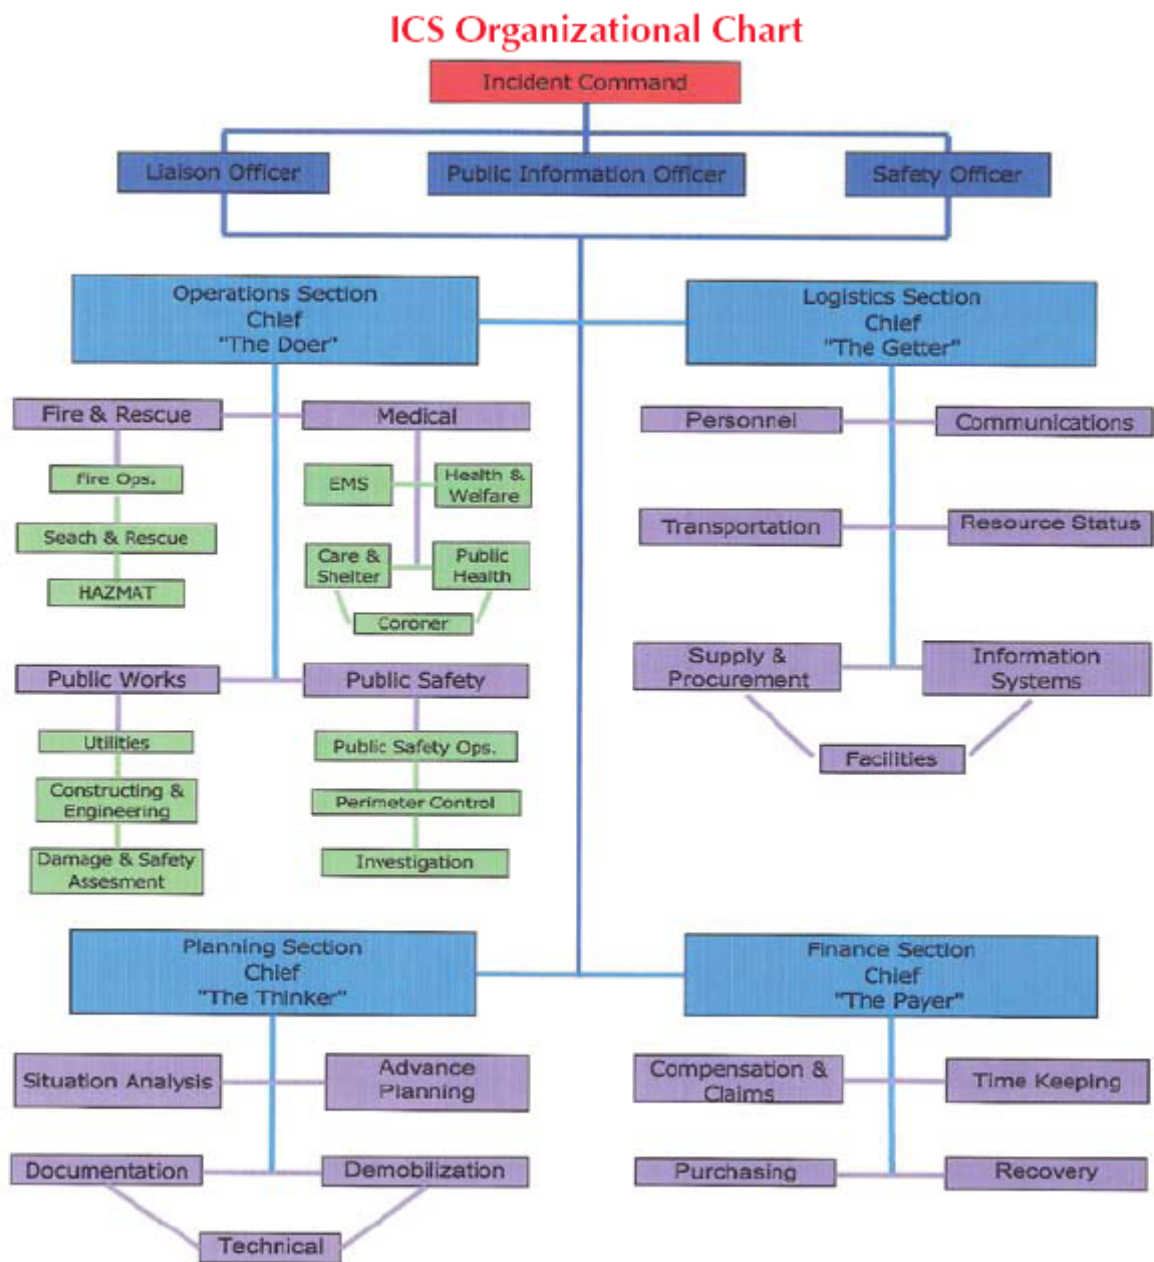 ICS Organizational Chart
Incident Command
Liaison Officer
Public Information Officer
Safety Officer
Operations Section
Chief
"The Doer"
Logistics Section
Chief
"The Getter"
Fire & Rescue
Medical
Fire Ops.
Seach & Rescue
HAZMAT
EMS
Health &
Welfare
Care &
Shelter
Public
Health
Coroner
Personnel
Communications
Transportation
Resource Status
Supply &
Procurement
Information
Systems
Facilities
Public Works
Public Safety
Utilities
Constructing &
Engineering
Damage & Safety
Assesment
Public Safety Ops.
Perimeter Control
Investigation
Planning Section
Chief
"The Thinker"
Finance Section
Chief
"The Payer"
Situation Analysis
Advance
Planning
Documentation
Demobilization
Technical
Compensation &
Claims
Time Keeping
Purchasing
Recovery